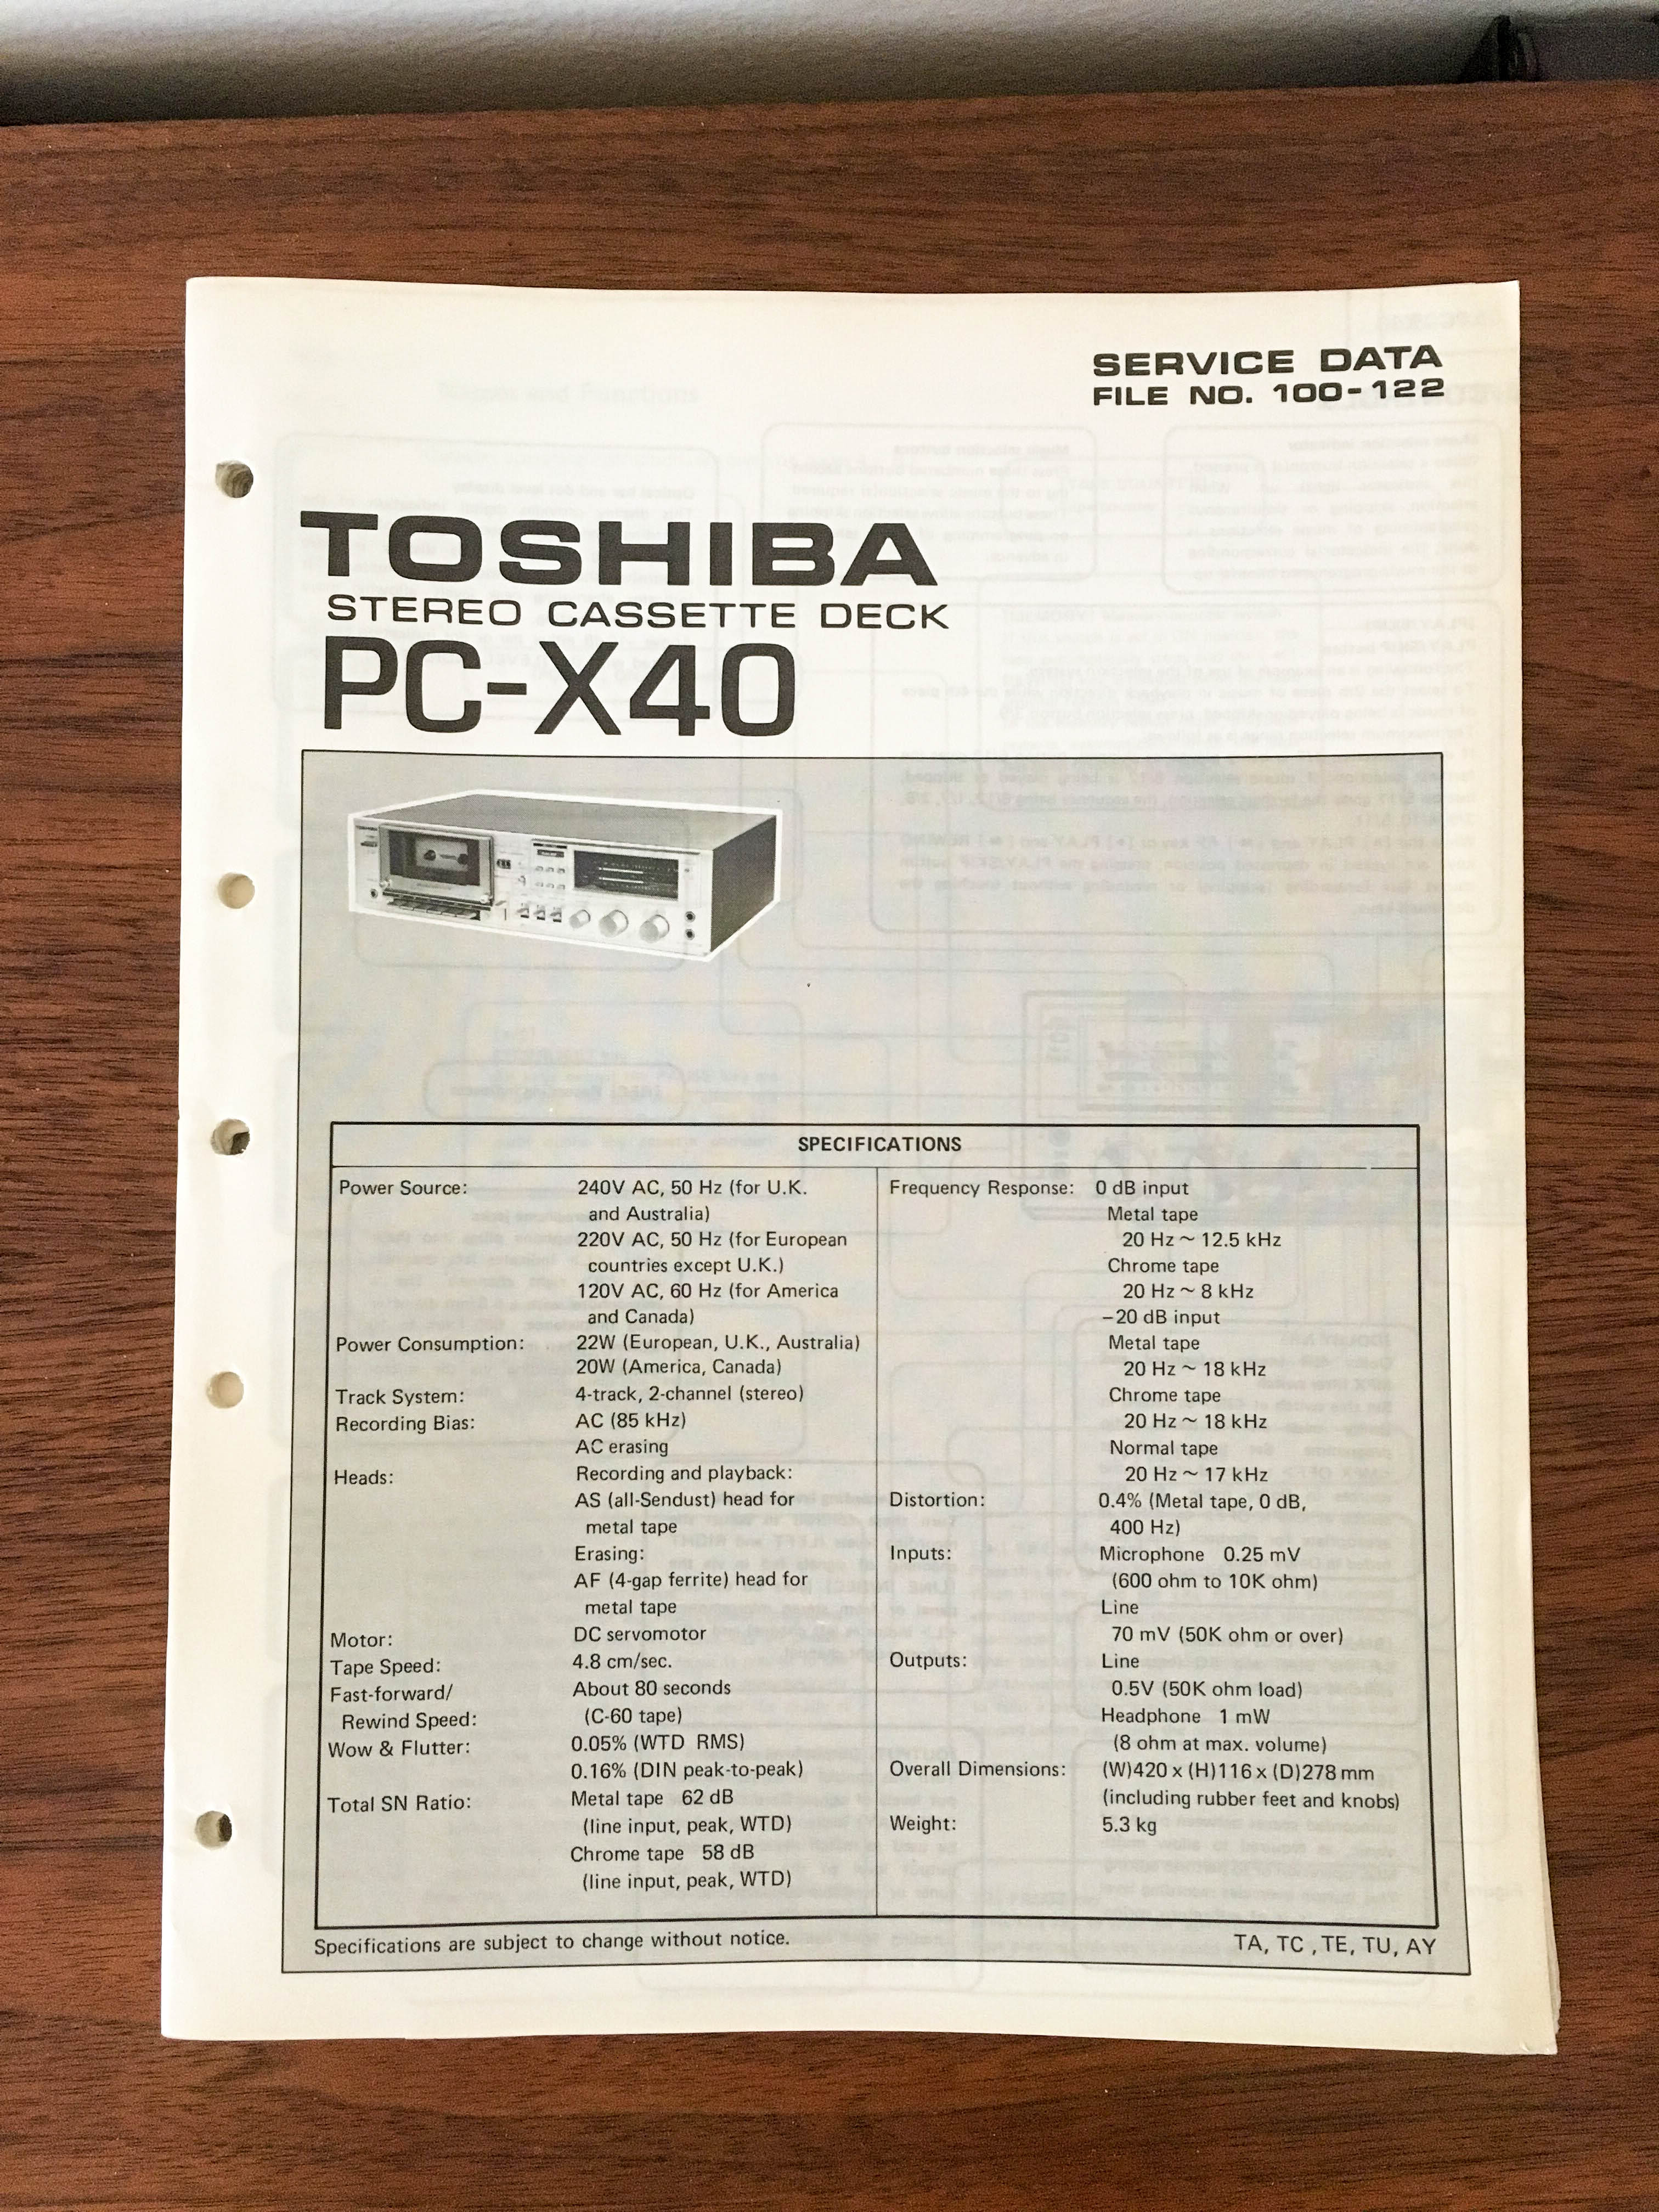 SERVICE DATA
FILE NO. 100-122
TOSHIBA
STEREO CASSETTE DECK
PC-X40
TOSHIBA
SPECIFICATIONS
Power Source: 240V AC, 50 Hz (for U.K.
and Australia)
220V AC, 50 Hz (for European
countries except U.K.)
120V AC, 60 Hz (for America
and Canada)
Power Consumption: 22W (European, U.K., Australia)
20W (America, Canada)
Track System: 4-track, 2-channel (stereo)
Recording Bias: AC (85 kHz)
AC erasing
Heads: Recording and playback:
AS (all-Sendust) head for
metal tape
Erasing:
AF (4-gap ferrite) head for
metal tape
Motor: DC servomotor
Tape Speed: 4.8 cm/sec.
Fast-forward/ About 80 seconds
Rewind Speed: (C-60 tape)
Wow & Flutter: 0.05% (WTD RMS)
0.16% (DIN peak-to-peak)
Total SN Ratio: Metal tape 62 dB
(line input, peak, WTD)
Chrome tape 58 dB
(line input, peak, WTD)
Frequency Response: 0 dB input
Metal tape
20 Hz ~ 12.5 kHz
Chrome tape
20 Hz ~ 8 kHz
−20 dB input
Metal tape
20 Hz ~ 18 kHz
Chrome tape
20 Hz ~ 18 kHz
Normal tape
20 Hz ~ 17 kHz
Distortion: 0.4% (Metal tape, 0 dB,
400 Hz)
Inputs: Microphone 0.25 mV
(600 ohm to 10K ohm)
Line
70 mV (50K ohm or over)
Outputs: Line
0.5V (50K ohm load)
Headphone 1 mW
(8 ohm at max. volume)
Overall Dimensions: (W)420 x (H)116 x (D)278 mm
(including rubber feet and knobs)
Weight: 5.3 kg
Specifications are subject to change without notice.
TA, TC , TE, TU, AY